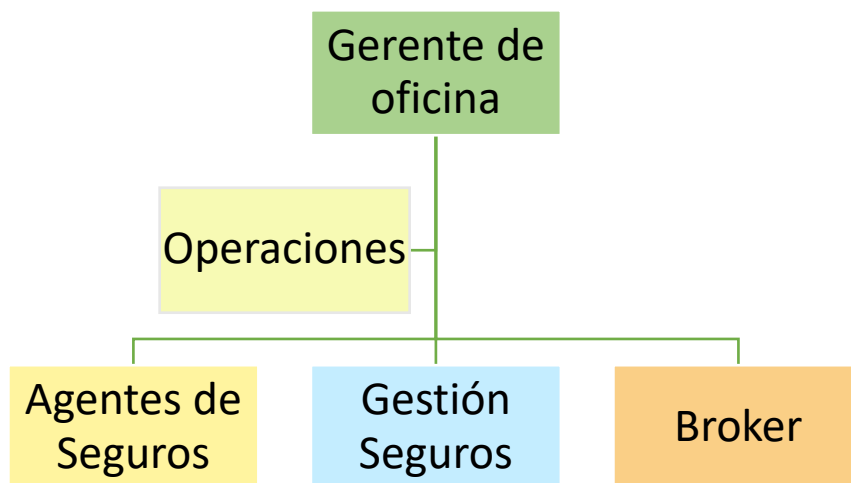 Gerente de
oficina
Operaciones
Agentes de
Seguros
Gestión
Seguros
Broker